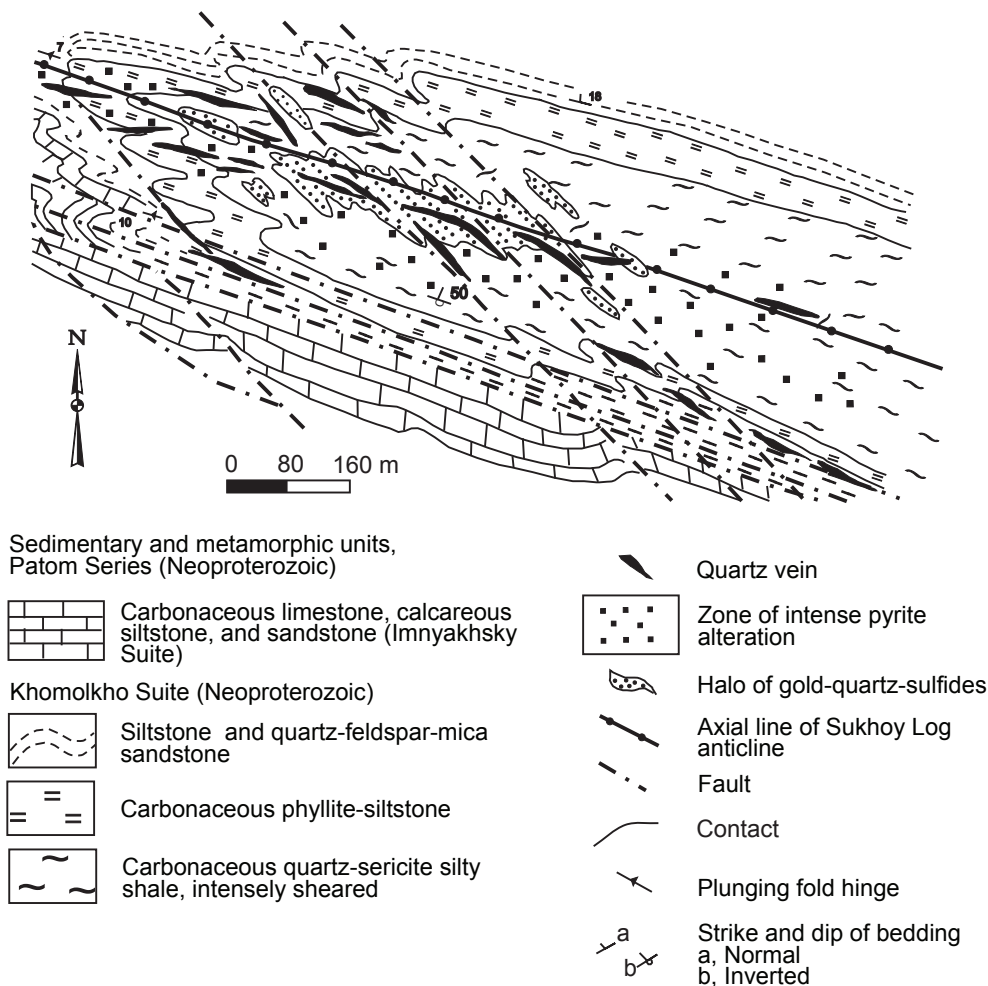 7
18
10
50
N
0 80 160 m
Sedimentary and metamorphic units,
Patom Series (Neoproterozoic)
Carbonaceous limestone, calcareous
siltstone, and sandstone (Imnyakhsky
Suite)
Khomolkho Suite (Neoproterozoic)
Siltstone and quartz-feldspar-mica
sandstone
Carbonaceous phyllite-siltstone
Carbonaceous quartz-sericite silty
shale, intensely sheared
Quartz vein
Zone of intense pyrite
alteration
Halo of gold-quartz-sulfides
Axial line of Sukhoy Log
anticline
Fault
Contact
Plunging fold hinge
a
b
Strike and dip of bedding
a, Normal
b, Inverted